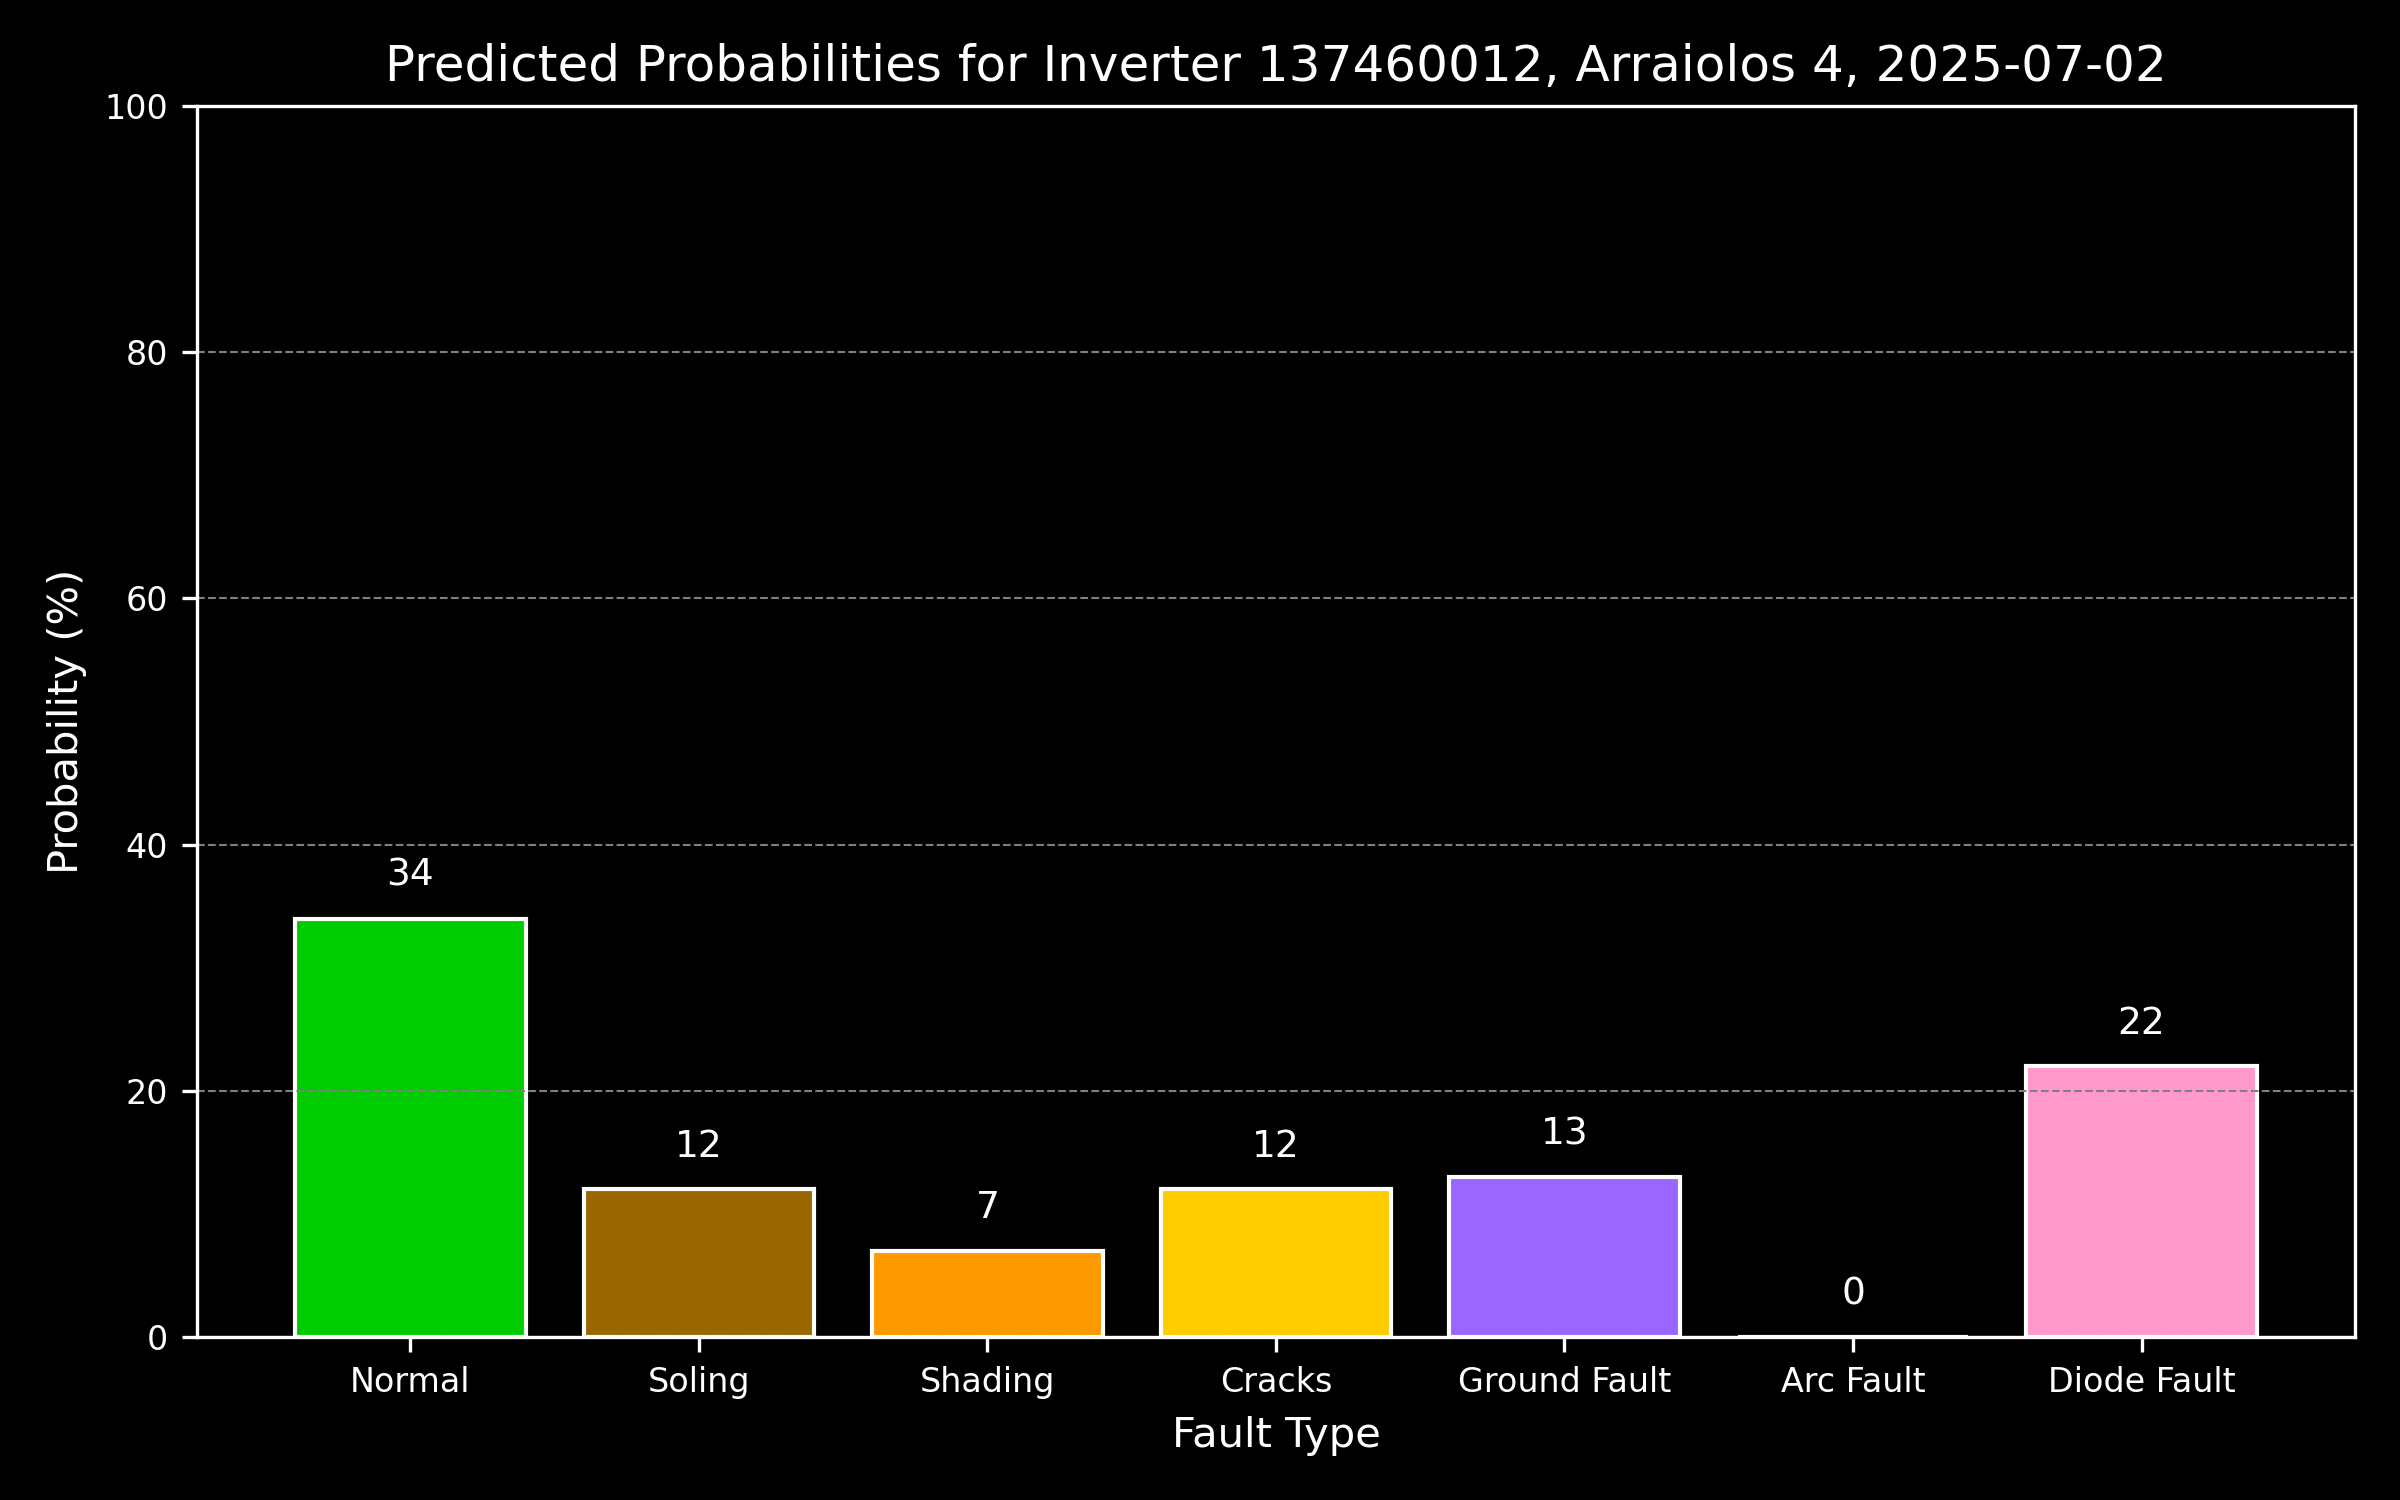 Predicted Probabilities for Inverter 137460012, Arraiolos 4, 2025-07-02
100
80
60
40
20
0
Probability (%)
34
12
7
12
13
0
22
Normal
Soling
Shading
Cracks
Ground Fault
Arc Fault
Diode Fault
Fault Type